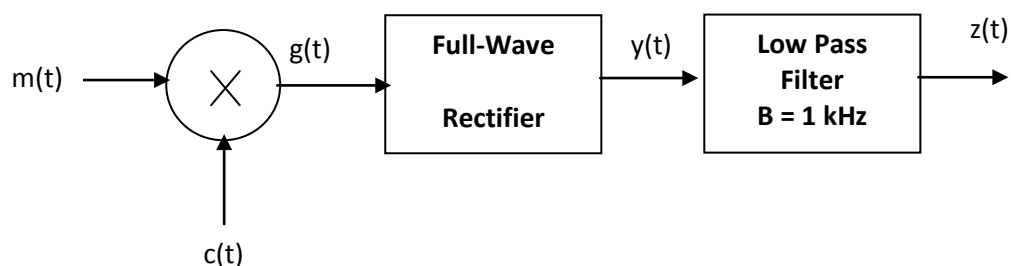 m(t)
c(t)
g(t)
Full-Wave
Rectifier
y(t)
Low Pass
Filter
B = 1 kHz
z(t)